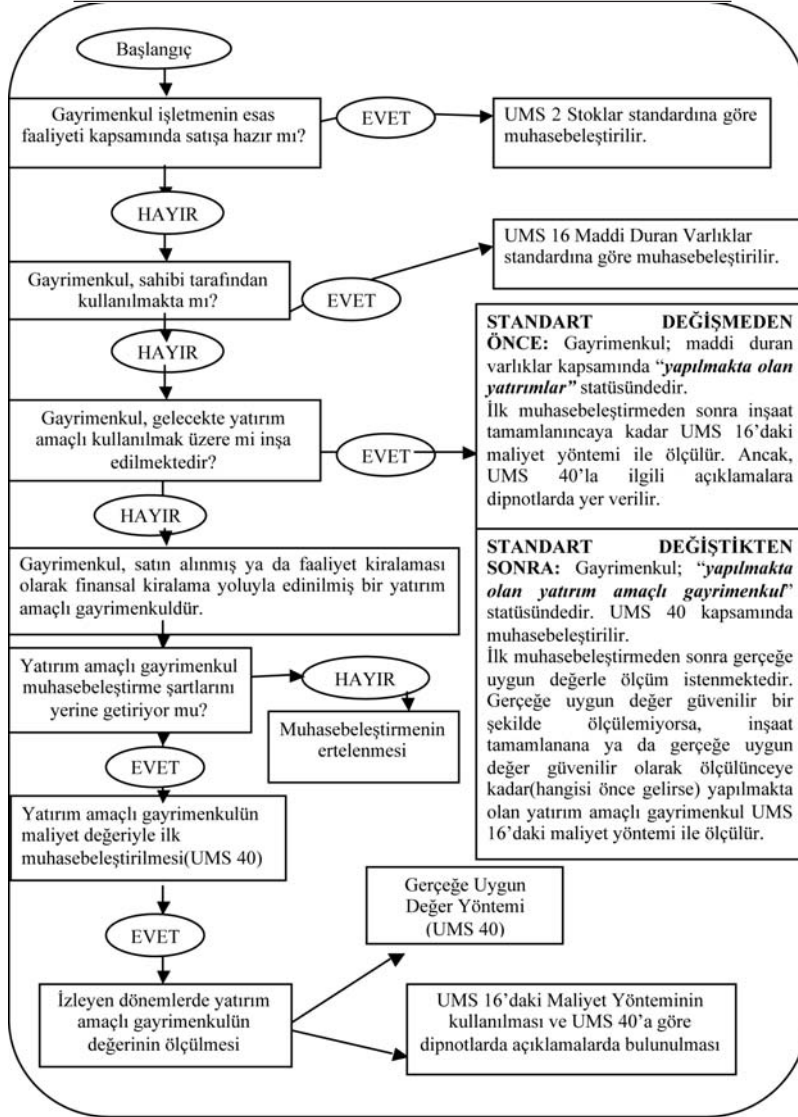 Başlangıç
Gayrimenkul işletmenin esas
faaliyeti kapsamında satışa hazır mı?
EVET
UMS 2 Stoklar standardına göre
muhasebeleştirilir.
HAYIR
UMS 16 Maddi Duran Varlıklar
standardına göre muhasebeleştirilir.
Gayrimenkul, sahibi tarafından
kullanılmakta mı?
EVET
HAYIR
STANDART DEĞİŞMEDEN
ÖNCE: Gayrimenkul; maddi duran
varlıklar kapsamında “yapılmakta olan
yatırımlar” statüsündedir.
İlk muhasebeleştirmeden sonra inşaat
tamamlanıncaya kadar UMS 16’daki
maliyet yöntemi ile ölçülür. Ancak,
UMS 40’la ilgili açıklamalara
dipnotlarda yer verilir.
Gayrimenkul, gelecekte yatırım
amaçlı kullanılmak üzere mi inşa
edilmektedir?
EVET
HAYIR
STANDART DEĞİŞTİKTEN
SONRA: Gayrimenkul; “yapılmakta
olan yatırım amaçlı gayrimenkul”
statüsündedir. UMS 40 kapsamında
muhasebeleştirilir.
İlk muhasebeleştirmeden sonra gerçeğe
uygun değerle ölçüm istenmektedir.
Gerçeğe uygun değer güvenilir bir
şekilde ölçülemiyorsa, inşaat
tamamlanana ya da gerçeğe uygun
değer güvenilir olarak ölçülünceye
kadar(hangisi önce gelirse) yapılmakta
olan yatırım amaçlı gayrimenkul UMS
16’daki maliyet yöntemi ile ölçülür.
Gayrimenkul, satın alınmış ya da faaliyet kiralaması
olarak finansal kiralama yoluyla edinilmiş bir yatırım
amaçlı gayrimenkuldür.
Yatırım amaçlı gayrimenkul
muhasebeleştirme şartlarını
yerine getiriyor mu?
HAYIR
Muhasebeleştirmenin
ertelenmesi
EVET
Yatırım amaçlı gayrimenkulün
maliyet değeriyle ilk
muhasebeleştirilmesi(UMS 40)
EVET
Gerçeğe Uygun
Değer Yöntemi
(UMS 40)
İzleyen dönemlerde yatırım
amaçlı gayrimenkulün
değerinin ölçülmesi
UMS 16’daki Maliyet Yönteminin
kullanılması ve UMS 40’a göre
dipnotlarda açıklamalarda bulunulması